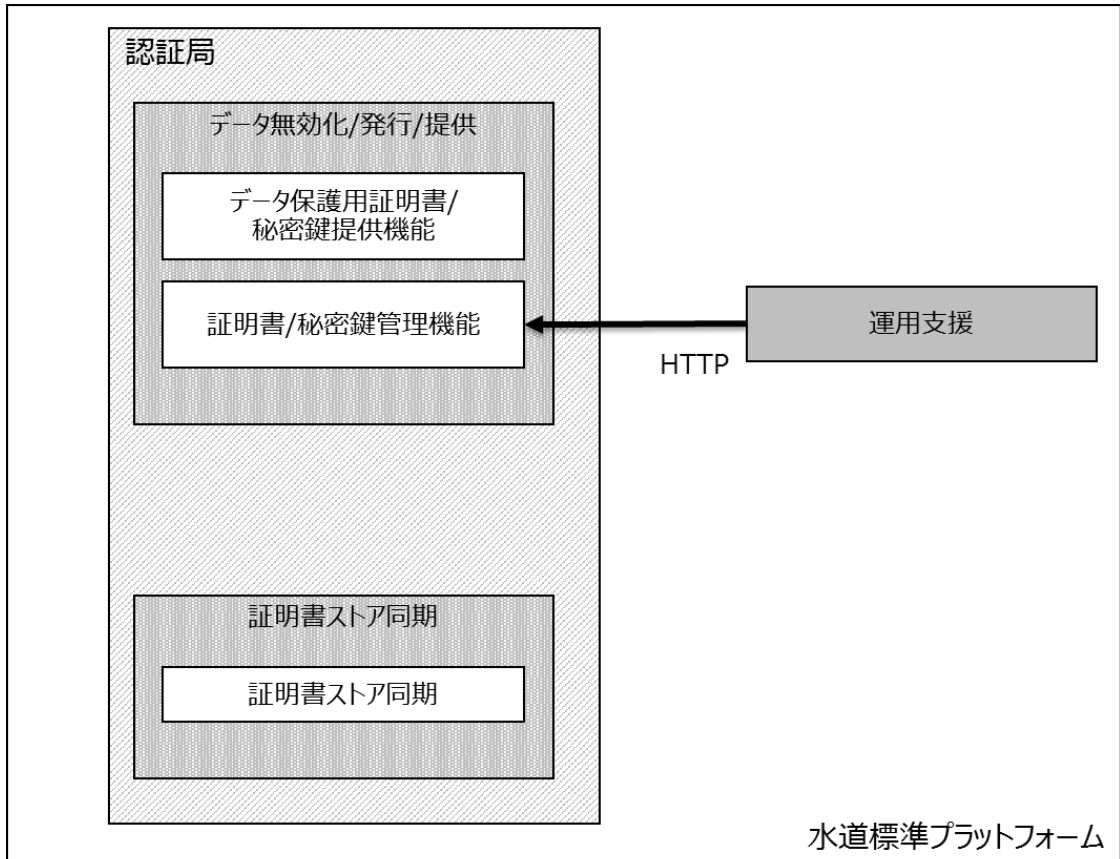 認証局
データ無効化/発行/提供
データ保護用証明書/
秘密鍵提供機能
証明書/秘密鍵管理機能
運用支援
HTTP
証明書ストア同期
証明書ストア同期
水道標準プラットフォーム